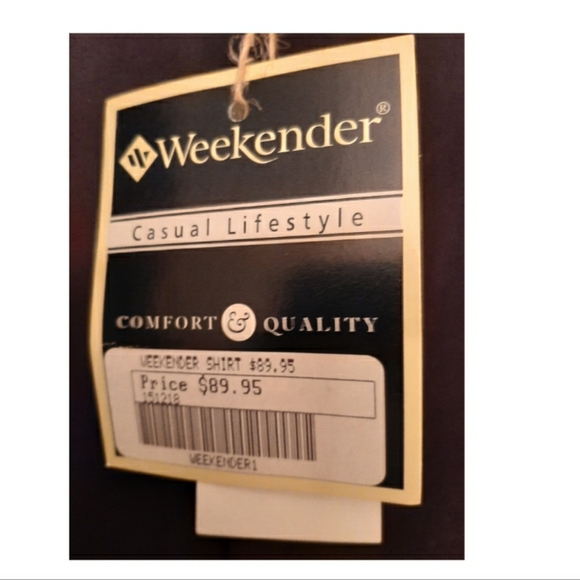 Weekender®
Casual Lifestyle
COMFORT & QUALITY
WEEKENDER SHIRT $89.95
Price $89.95
151218
WEEKENDER1